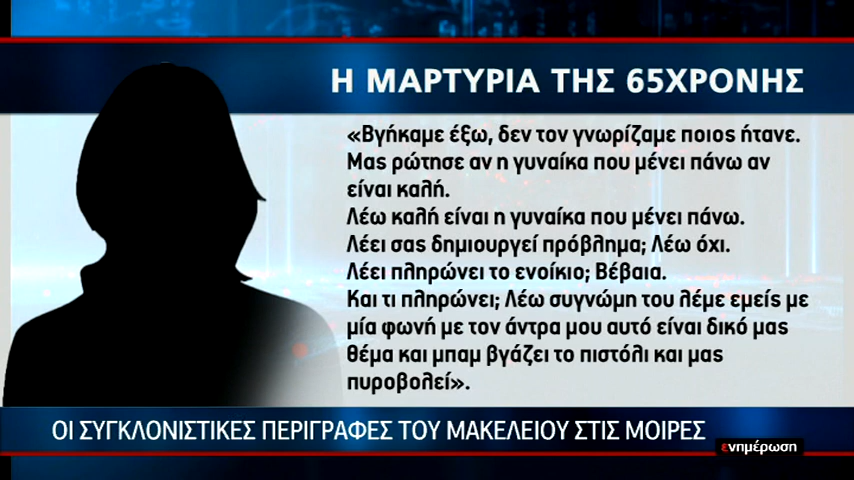 Η ΜΑΡΤΥΡΙΑ ΤΗΣ 65ΧΡΟΝΗΣ
«Βγήκαμε έξω, δεν τον γνωρίζαμε ποιος ήτανε.
Μας ρώτησε αν η γυναίκα που μένει πάνω αν
είναι καλή.
Λέω καλή είναι η γυναίκα που μένει πάνω.
Λέει σας δημιουργεί πρόβλημα; Λέω όχι.
Λέει πληρώνει το ενοίκιο; Βέβαια.
Και τι πληρώνει; Λέω συγνώμη του λέμε εμείς με
μία φωνή με τον άντρα μου αυτό είναι δικό μας
θέμα και μπαμ βγάζει το πιστόλι και μας
πυροβολεί».
ΟΙ ΣΥΓΚΛΟΝΙΣΤΙΚΕΣ ΠΕΡΙΓΡΑΦΕΣ ΤΟΥ ΜΑΚΕΛΕΙΟΥ ΣΤΙΣ ΜΟΙΡΕΣ
ενημέρωση